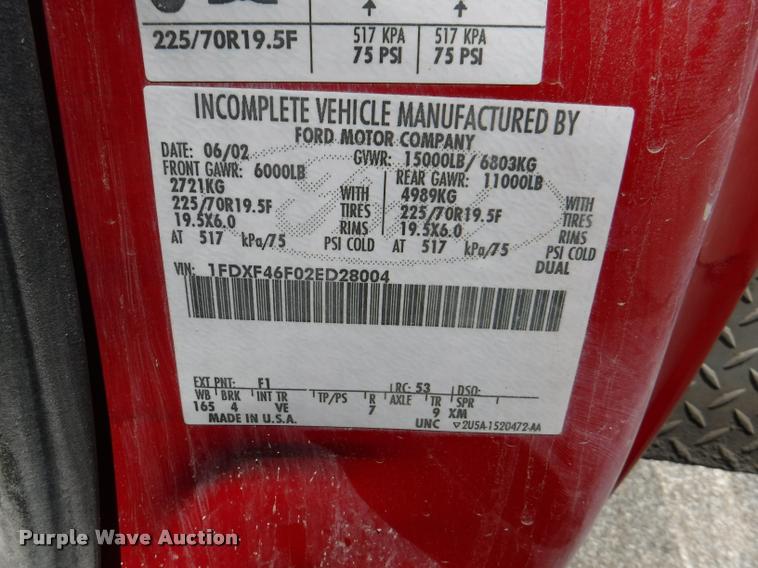 225/70R19.5F 517 KPA 517 KPA
75 PSI 75 PSI
INCOMPLETE VEHICLE MANUFACTURED BY
FORD MOTOR COMPANY
DATE: 06/02 GVWR: 15000LB/ 6803KG
FRONT GAWR: 6000LB REAR GAWR: 11000LB
2721KG WITH 4989KG WITH
225/70R19.5F TIRES 225/70R19.5F TIRES
19.5X6.0 RIMS 19.5X6.0 RIMS
AT 517 kPa/75 PSI COLD AT 517 kPa/75 PSI COLD
DUAL
VIN: 1FDXF46F02ED28004
EXT PNT: F1 RC: 53 DSO:
WB BRK INT TR TP/PS R AXLE TR SPR
165 4 VE 7 9 XM
MADE IN U.S.A. UNC 2U5A-1520472-AA
Purple Wave Auction